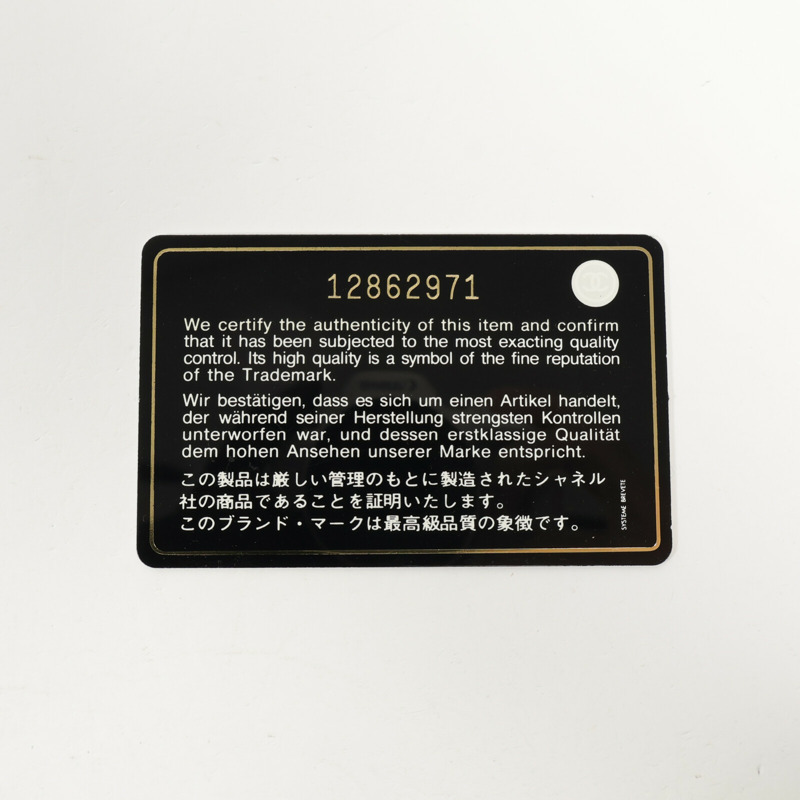 12862971
We certify the authenticity of this item and confirm
that it has been subjected to the most exacting quality
control. Its high quality is a symbol of the fine reputation
of the Trademark.
Wir bestätigen, dass es sich um einen Artikel handelt,
der während seiner Herstellung strengsten Kontrollen
unterworfen war, und dessen erstklassige Qualität
dem hohen Ansehen unserer Marke entspricht.
この製品は厳しい管理のもとに製造されたシャネル
社の商品であることを証明いたします。
このブランド・マークは最高級品質の象徴です。
SYSTEME BREVETE